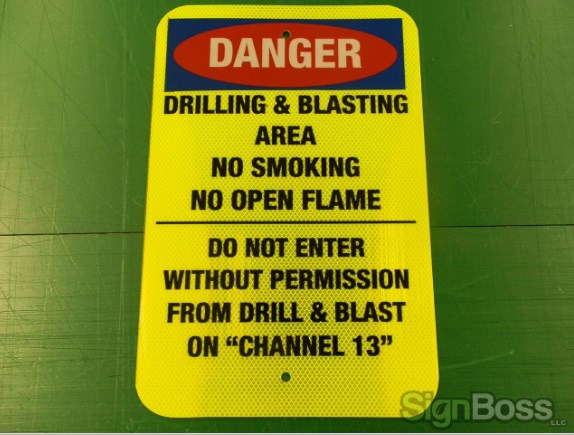 DANGER
DRILLING & BLASTING
AREA
NO SMOKING
NO OPEN FLAME
DO NOT ENTER
WITHOUT PERMISSION
FROM DRILL & BLAST
ON “CHANNEL 13”
SignBoss LLC